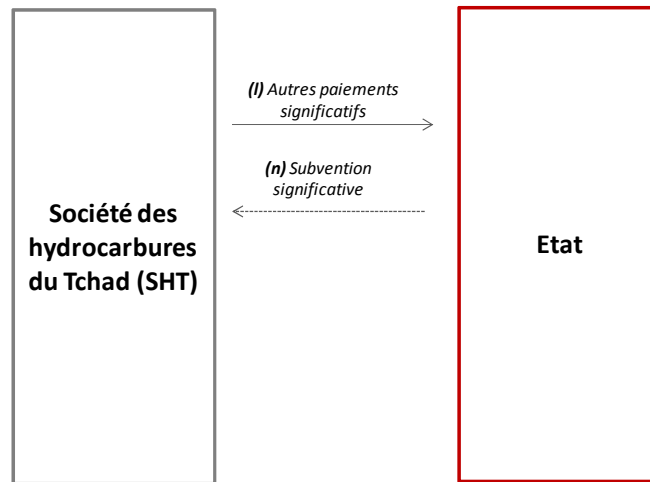 (l) Autres paiements
significatifs
(n) Subvention
significative
Société des
hydrocarbures
du Tchad (SHT)
Etat